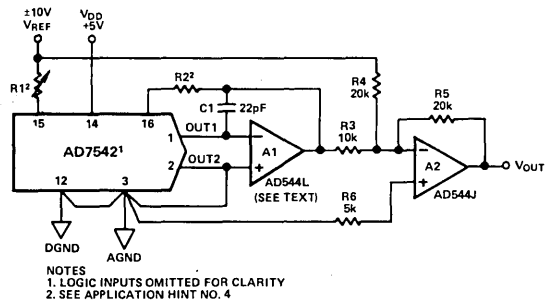 ±10V
VREF
VDD
+5V
R1²
R2²
C1
22pF
R4
20k
R5
20k
15
14
16
OUT1
1
AD7542¹
2
OUT2
A1
R3
10k
A2
VOUT
AD544L
(SEE TEXT)
AD544J
12
3
R6
5k
DGND
AGND
NOTES
1. LOGIC INPUTS OMITTED FOR CLARITY
2. SEE APPLICATION HINT NO. 4